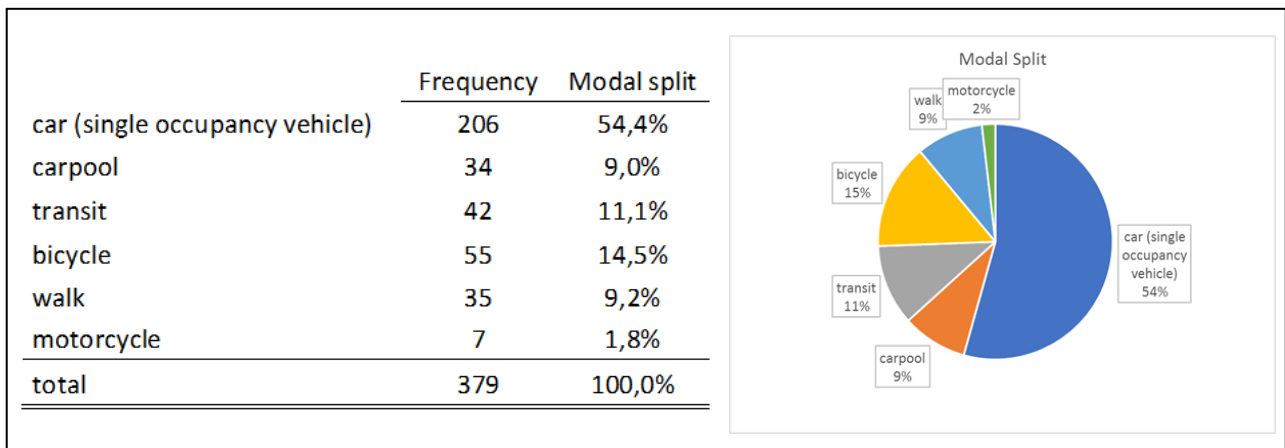 Frequency Modal split
car (single occupancy vehicle) 206 54,4%
carpool 34 9,0%
transit 42 11,1%
bicycle 55 14,5%
walk 35 9,2%
motorcycle 7 1,8%
total 379 100,0%
Modal Split
motorcycle
2%
walk
9%
bicycle
15%
transit
11%
carpool
9%
car (single
occupancy
vehicle)
54%